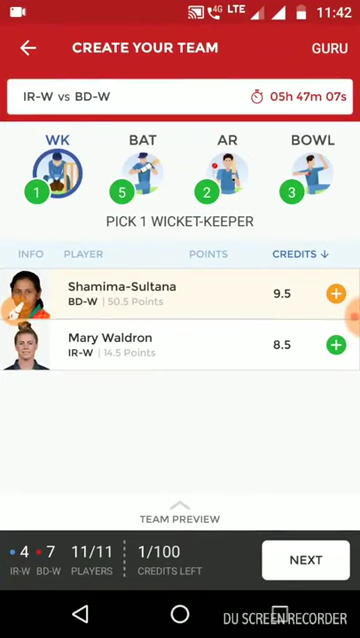 4G LTE 11:42
CREATE YOUR TEAM GURU
IR-W vs BD-W 05h 47m 07s
WK BAT AR BOWL
1 5 2 3
PICK 1 WICKET-KEEPER
INFO PLAYER POINTS CREDITS ↓
Shamima-Sultana
BD-W | 50.5 Points 9.5
Mary Waldron
IR-W | 14.5 Points 8.5
TEAM PREVIEW
4 7 11/11 1/100 NEXT
IR-W BD-W PLAYERS CREDITS LEFT
DU SCREEN RECORDER